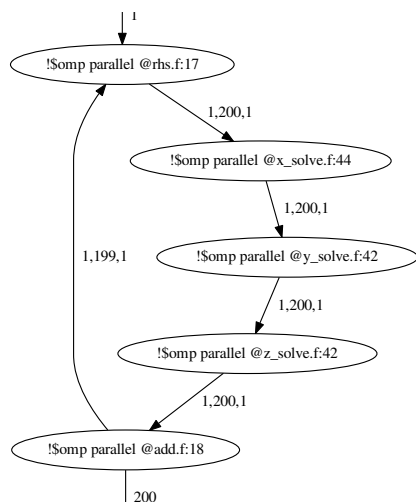 1
!$omp parallel @rhs.f:17
1,200,1
!$omp parallel @x_solve.f:44
1,200,1
!$omp parallel @y_solve.f:42
1,199,1
1,200,1
!$omp parallel @z_solve.f:42
1,200,1
!$omp parallel @add.f:18
200